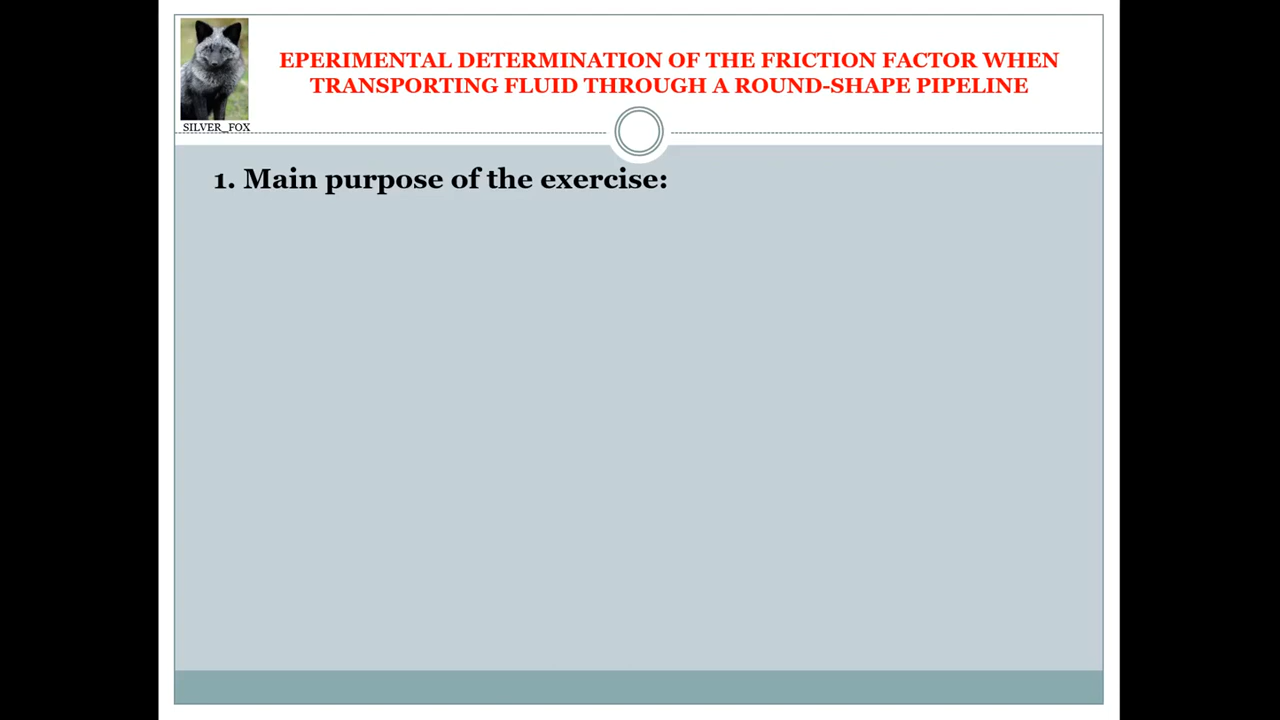 EPERIMENTAL DETERMINATION OF THE FRICTION FACTOR WHEN
TRANSPORTING FLUID THROUGH A ROUND-SHAPE PIPELINE
SILVER_FOX
1. Main purpose of the exercise: